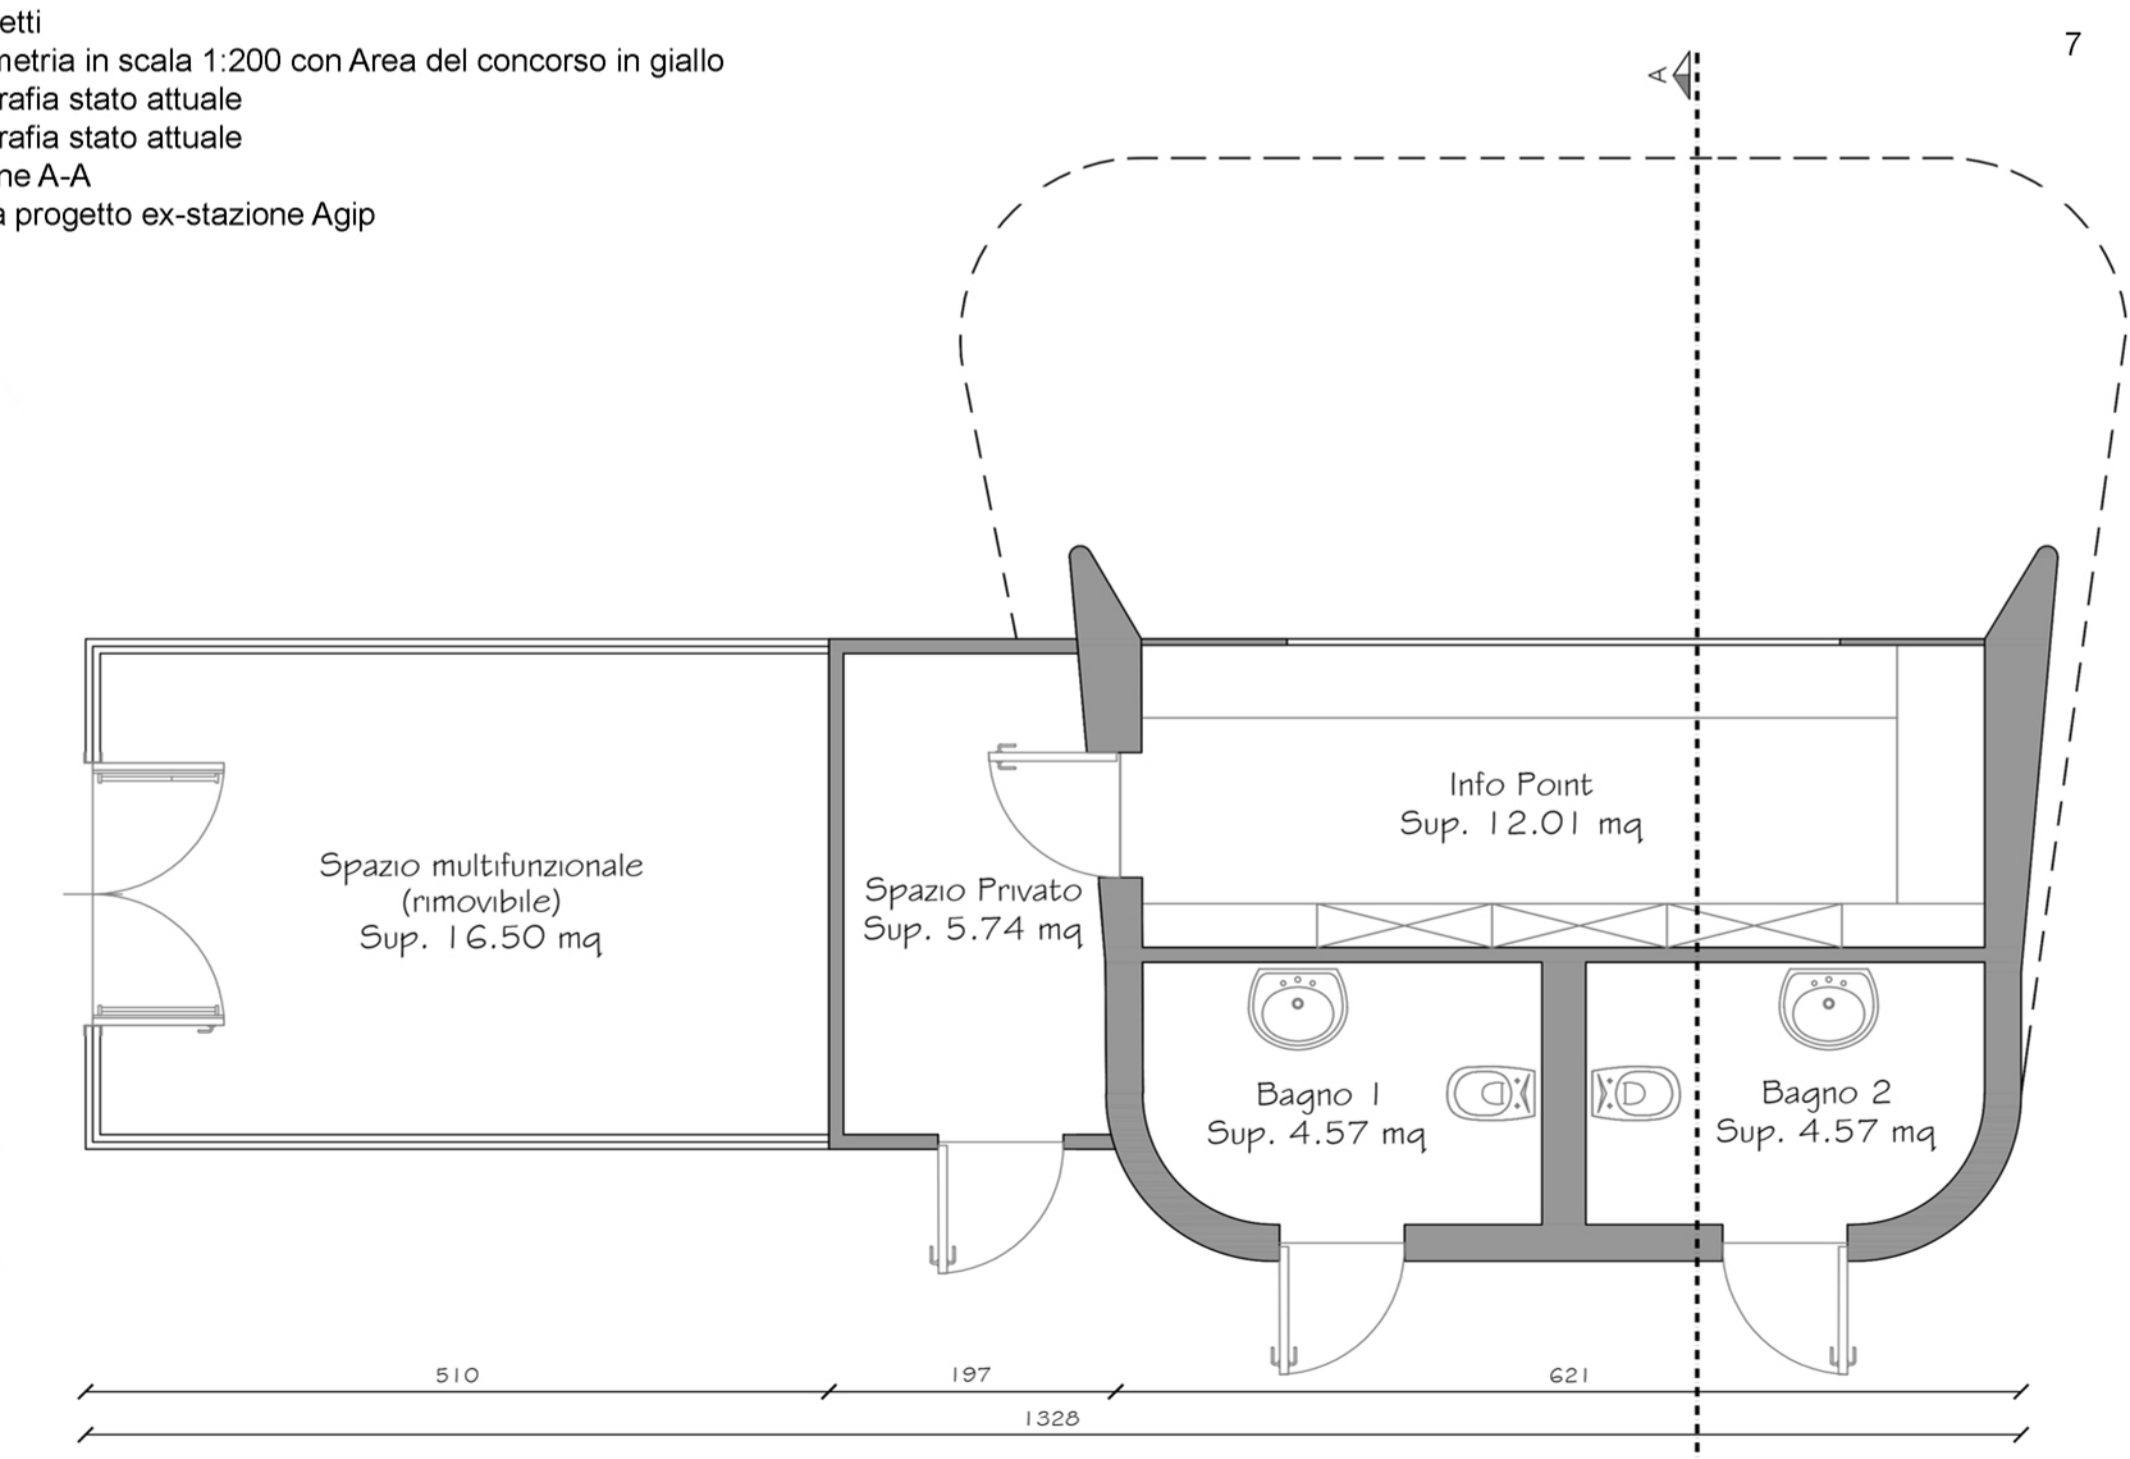 etti
metria in scala 1:200 con Area del concorso in giallo
rafia stato attuale
rafia stato attuale
ne A-A
a progetto ex-stazione Agip
7
A
Info Point
Sup. 12.01 mq
Spazio multifunzionale
(rimovibile)
Sup. 16.50 mq
Spazio Privato
Sup. 5.74 mq
Bagno 1
Sup. 4.57 mq
Bagno 2
Sup. 4.57 mq
510
197
621
1328